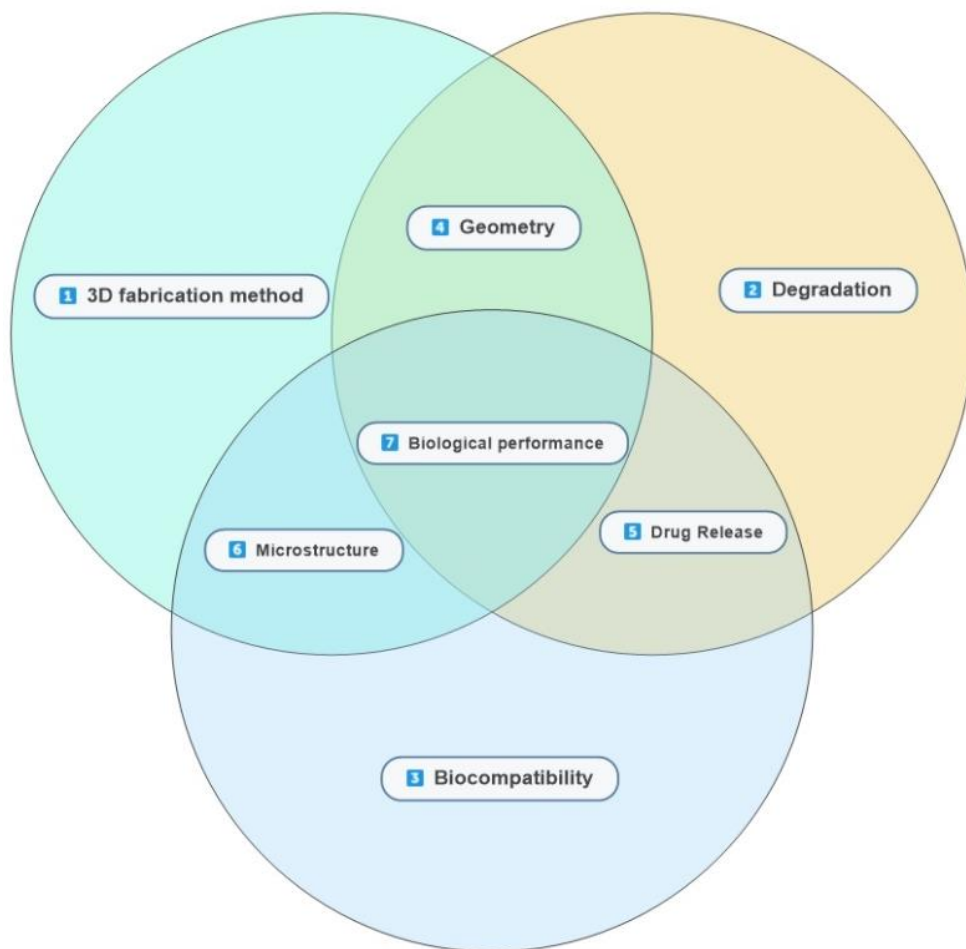 4 Geometry
1 3D fabrication method
2 Degradation
7 Biological performance
5 Drug Release
6 Microstructure
3 Biocompatibility